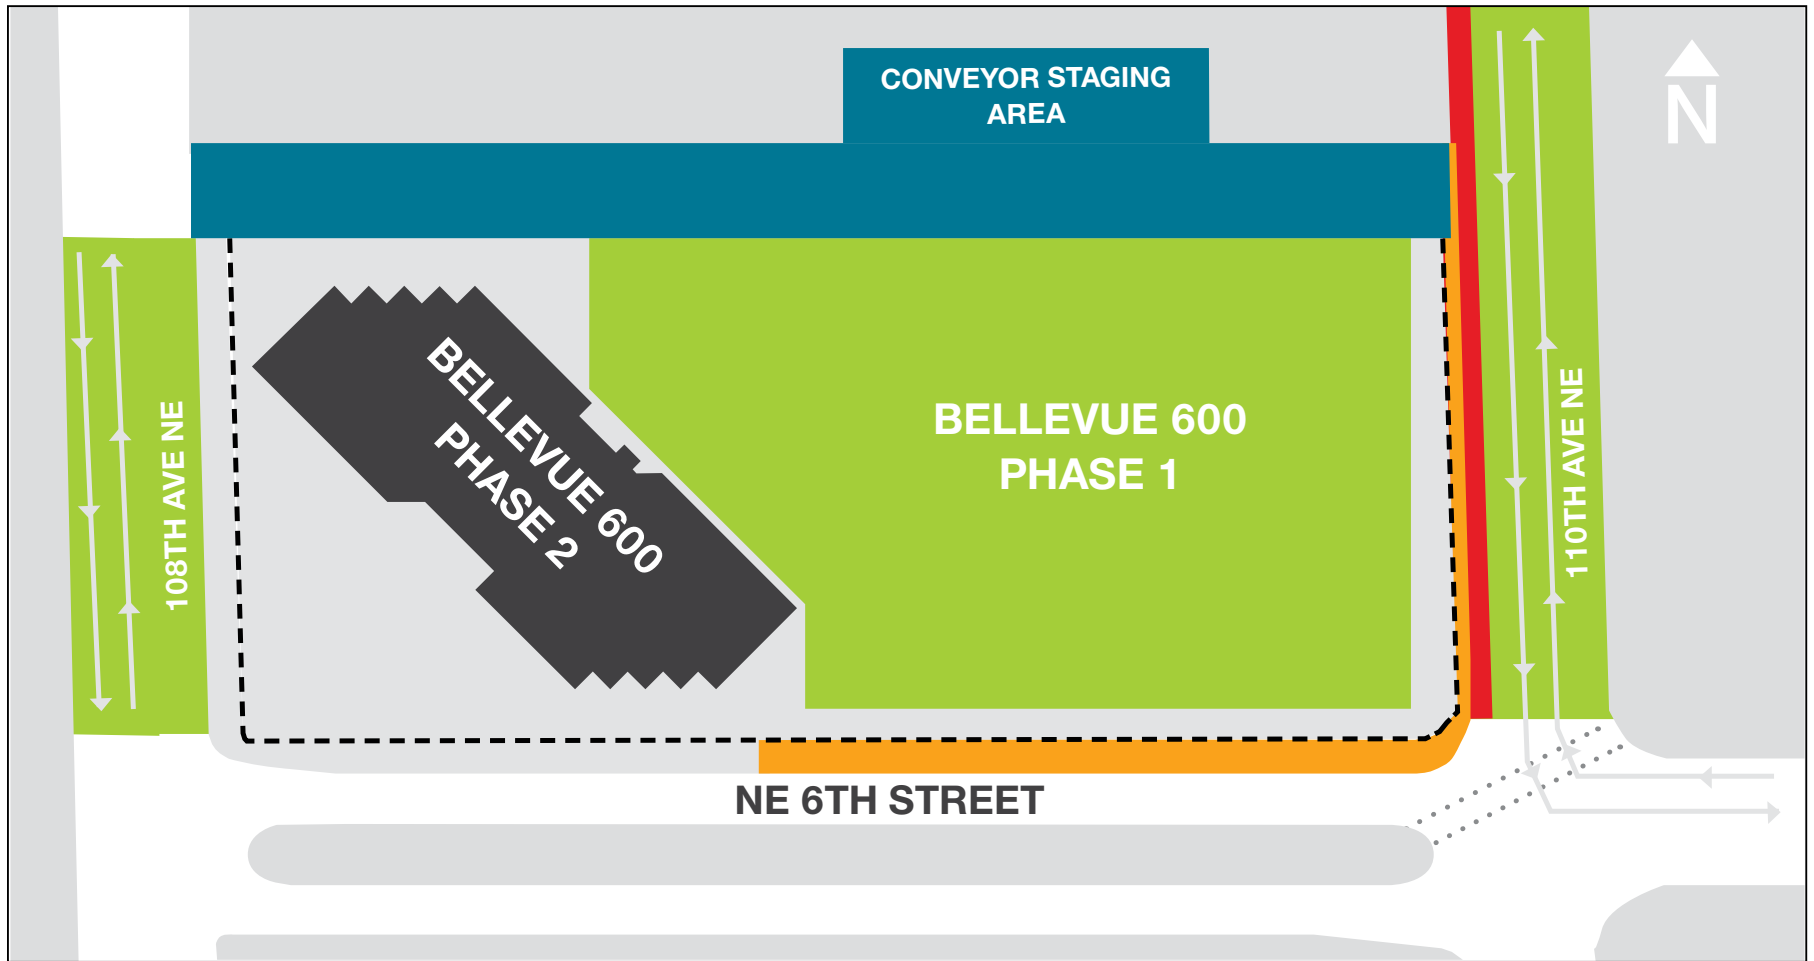 CONVEYOR STAGING
AREA
N
BELLEVUE 600
PHASE 1
BELLEVUE 600
PHASE 2
108TH AVE NE
110TH AVE NE
NE 6TH STREET